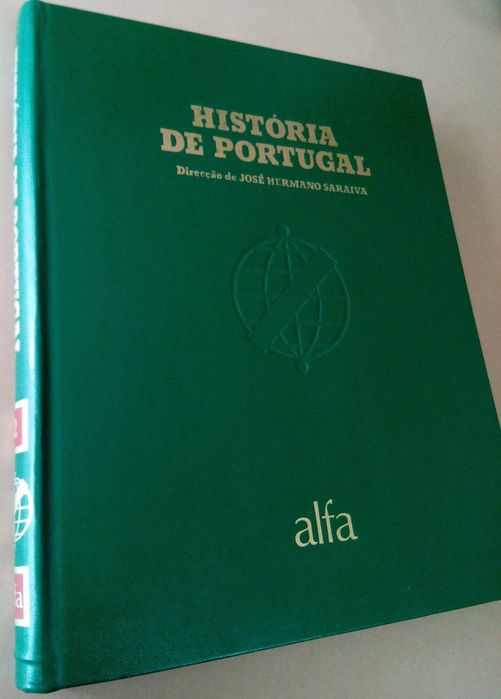 HISTÓRIA
DE PORTUGAL
Direcção de JOSÉ HERMANO SARAIVA
alfa